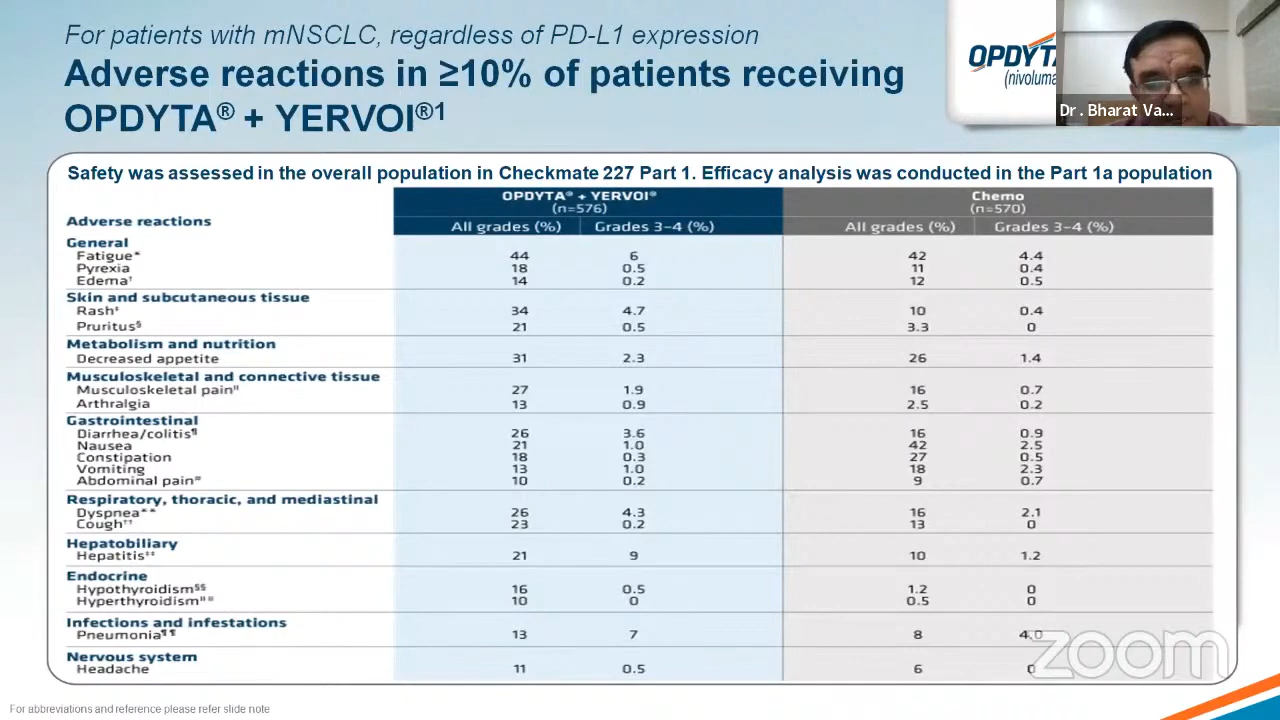 For patients with mNSCLC, regardless of PD-L1 expression
Adverse reactions in ≥10% of patients receiving
OPDYTA® + YERVOI®1
OPDYTA
(nivoluma
Dr. Bharat Va...
Safety was assessed in the overall population in Checkmate 227 Part 1. Efficacy analysis was conducted in the Part 1a population
OPDYTA® + YERVOI® Chemo
(n=576) (n=570)
Adverse reactions All grades (%) Grades 3–4 (%) All grades (%) Grades 3–4 (%)
General
Fatigue* 44 6 42 4.4
Pyrexia 18 0.5 11 0.4
Edema† 14 0.2 12 0.5
Skin and subcutaneous tissue
Rash‡ 34 4.7 10 0.4
Pruritus§ 21 0.5 3.3 0
Metabolism and nutrition
Decreased appetite 31 2.3 26 1.4
Musculoskeletal and connective tissue
Musculoskeletal pain‖ 27 1.9 16 0.7
Arthralgia 13 0.9 2.5 0.2
Gastrointestinal
Diarrhea/colitis¶ 26 3.6 16 0.9
Nausea 21 1.0 42 2.5
Constipation 18 0.3 27 0.5
Vomiting 13 1.0 18 2.3
Abdominal pain# 10 0.2 9 0.7
Respiratory, thoracic, and mediastinal
Dyspnea** 26 4.3 16 2.1
Cough†† 23 0.2 13 0
Hepatobiliary
Hepatitis‡‡ 21 9 10 1.2
Endocrine
Hypothyroidism§§ 16 0.5 1.2 0
Hyperthyroidism‖‖ 10 0 0.5 0
Infections and infestations
Pneumonia¶¶ 13 7 8 4.0
Nervous system
Headache 11 0.5 6 0
zoom
For abbreviations and reference please refer slide note